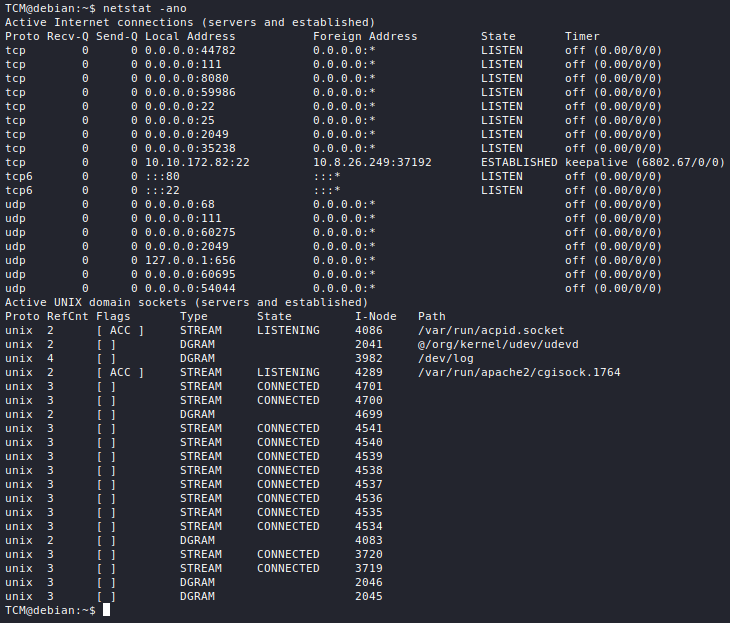 TCM@debian:~$ netstat -ano
Active Internet connections (servers and established)
Proto Recv-Q Send-Q Local Address           Foreign Address         State       Timer
tcp        0      0 0.0.0.0:44782           0.0.0.0:*               LISTEN      off (0.00/0/0)
tcp        0      0 0.0.0.0:111             0.0.0.0:*               LISTEN      off (0.00/0/0)
tcp        0      0 0.0.0.0:8080            0.0.0.0:*               LISTEN      off (0.00/0/0)
tcp        0      0 0.0.0.0:59986           0.0.0.0:*               LISTEN      off (0.00/0/0)
tcp        0      0 0.0.0.0:22              0.0.0.0:*               LISTEN      off (0.00/0/0)
tcp        0      0 0.0.0.0:25              0.0.0.0:*               LISTEN      off (0.00/0/0)
tcp        0      0 0.0.0.0:2049            0.0.0.0:*               LISTEN      off (0.00/0/0)
tcp        0      0 0.0.0.0:35238           0.0.0.0:*               LISTEN      off (0.00/0/0)
tcp        0      0 10.10.172.82:22         10.8.26.249:37192       ESTABLISHED keepalive (6802.67/0/0)
tcp6       0      0 :::80                   :::*                    LISTEN      off (0.00/0/0)
tcp6       0      0 :::22                   :::*                    LISTEN      off (0.00/0/0)
udp        0      0 0.0.0.0:68              0.0.0.0:*                           off (0.00/0/0)
udp        0      0 0.0.0.0:111             0.0.0.0:*                           off (0.00/0/0)
udp        0      0 0.0.0.0:60275           0.0.0.0:*                           off (0.00/0/0)
udp        0      0 0.0.0.0:2049            0.0.0.0:*                           off (0.00/0/0)
udp        0      0 127.0.0.1:656           0.0.0.0:*                           off (0.00/0/0)
udp        0      0 0.0.0.0:60695           0.0.0.0:*                           off (0.00/0/0)
udp        0      0 0.0.0.0:54044           0.0.0.0:*                           off (0.00/0/0)
Active UNIX domain sockets (servers and established)
Proto RefCnt Flags       Type       State         I-Node   Path
unix  2      [ ACC ]     STREAM     LISTENING     4086     /var/run/acpid.socket
unix  2      [ ]         DGRAM                    2041     @/org/kernel/udev/udevd
unix  4      [ ]         DGRAM                    3982     /dev/log
unix  2      [ ACC ]     STREAM     LISTENING     4289     /var/run/apache2/cgisock.1764
unix  3      [ ]         STREAM     CONNECTED     4701
unix  3      [ ]         STREAM     CONNECTED     4700
unix  2      [ ]         DGRAM                    4699
unix  3      [ ]         STREAM     CONNECTED     4541
unix  3      [ ]         STREAM     CONNECTED     4540
unix  3      [ ]         STREAM     CONNECTED     4539
unix  3      [ ]         STREAM     CONNECTED     4538
unix  3      [ ]         STREAM     CONNECTED     4537
unix  3      [ ]         STREAM     CONNECTED     4536
unix  3      [ ]         STREAM     CONNECTED     4535
unix  3      [ ]         STREAM     CONNECTED     4534
unix  2      [ ]         DGRAM                    4083
unix  3      [ ]         STREAM     CONNECTED     3720
unix  3      [ ]         STREAM     CONNECTED     3719
unix  3      [ ]         DGRAM                    2046
unix  3      [ ]         DGRAM                    2045
TCM@debian:~$